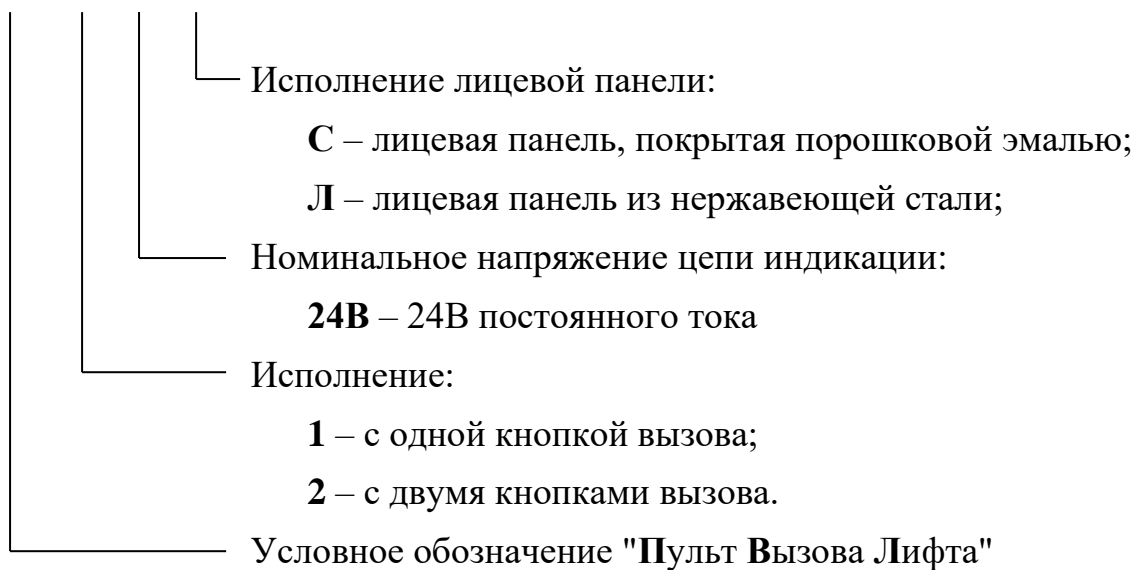 Исполнение лицевой панели:
С – лицевая панель, покрытая порошковой эмалью;
Л – лицевая панель из нержавеющей стали;
Номинальное напряжение цепи индикации:
24В – 24В постоянного тока
Исполнение:
1 – с одной кнопкой вызова;
2 – с двумя кнопками вызова.
Условное обозначение "Пульт Вызова Лифта"